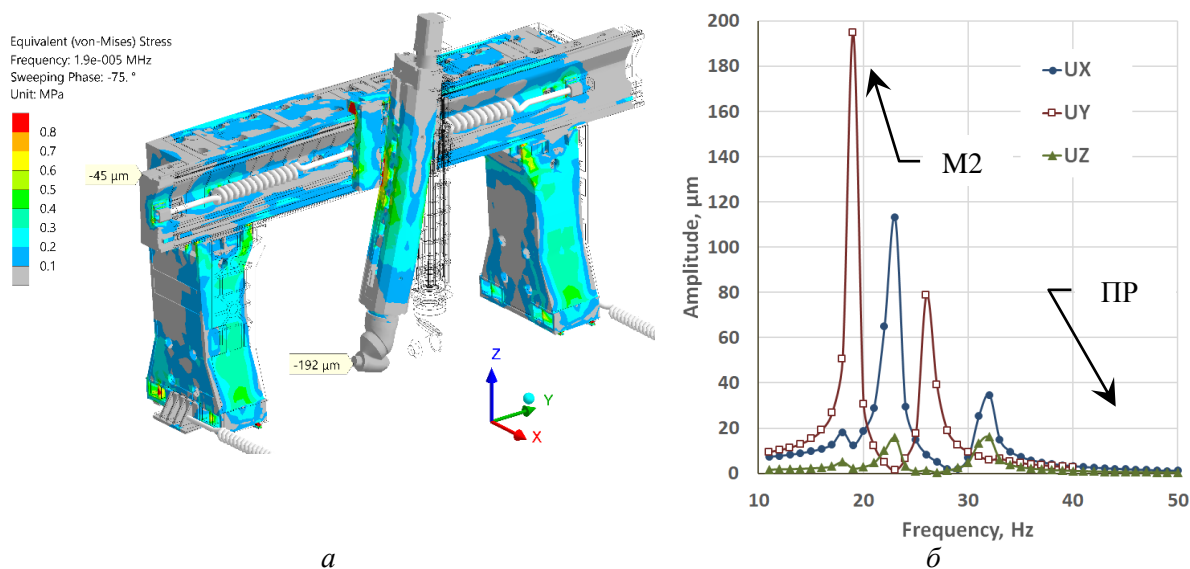 Equivalent (von-Mises) Stress
Frequency: 1.9e-005 MHz
Sweeping Phase: -75. °
Unit: MPa
0.8
0.7
0.6
0.5
0.4
0.3
0.2
0.1
-45 µm
-192 µm
Z
Y
X
а
200
180
160
140
120
100
80
60
40
20
0
Amplitude, µm
10
20
30
40
50
Frequency, Hz
UX
UY
UZ
М2
ПР
б